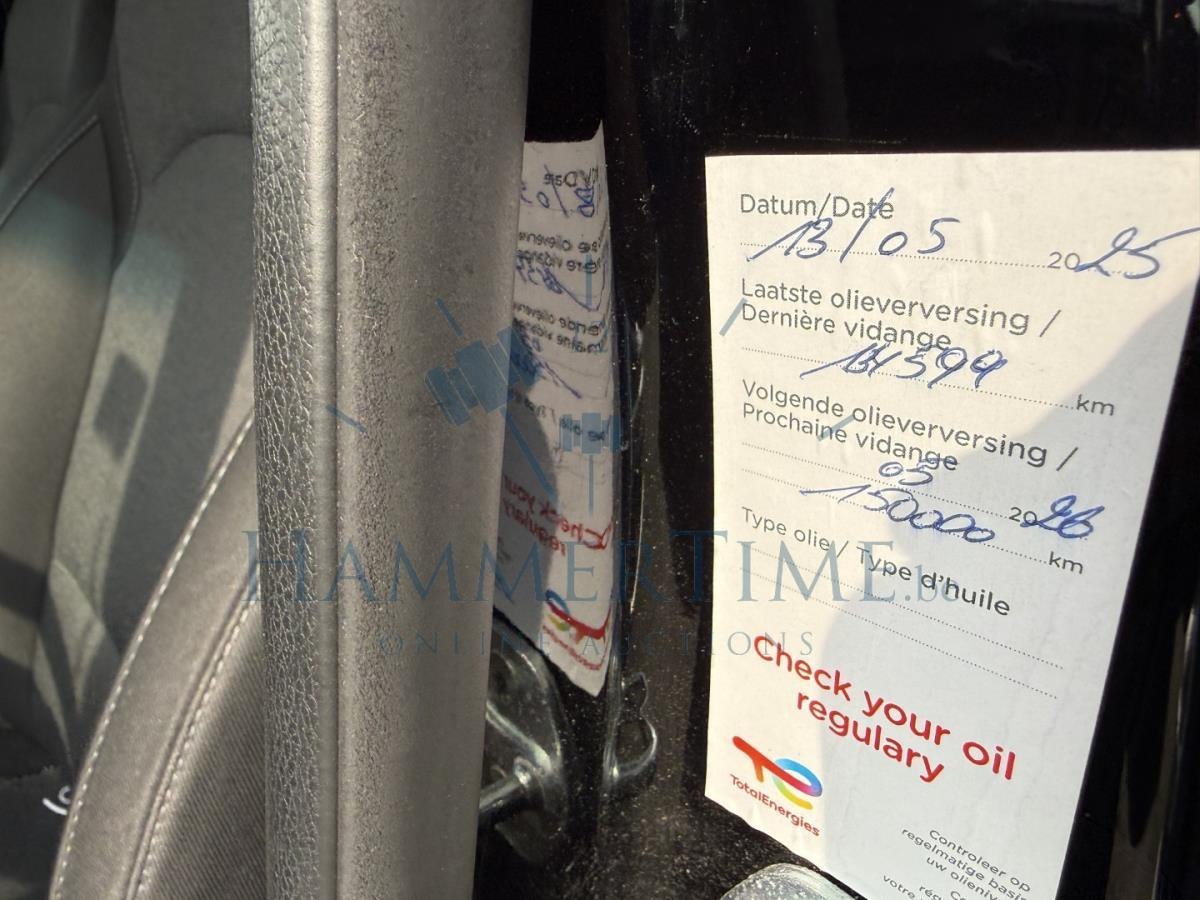 Datum/Date
13/05 2025
Laatste olieverversing /
Dernière vidange
km
Volgende olieverversing /
Prochaine vidange
05 2026
150000 km
Type olie / Type d'huile
Check your oil
regulary
TotalEnergies
Controleer op
regelmatige basis
uw olieniv
votre
HAMMERTIME.be
ONLINE AUCTIONS